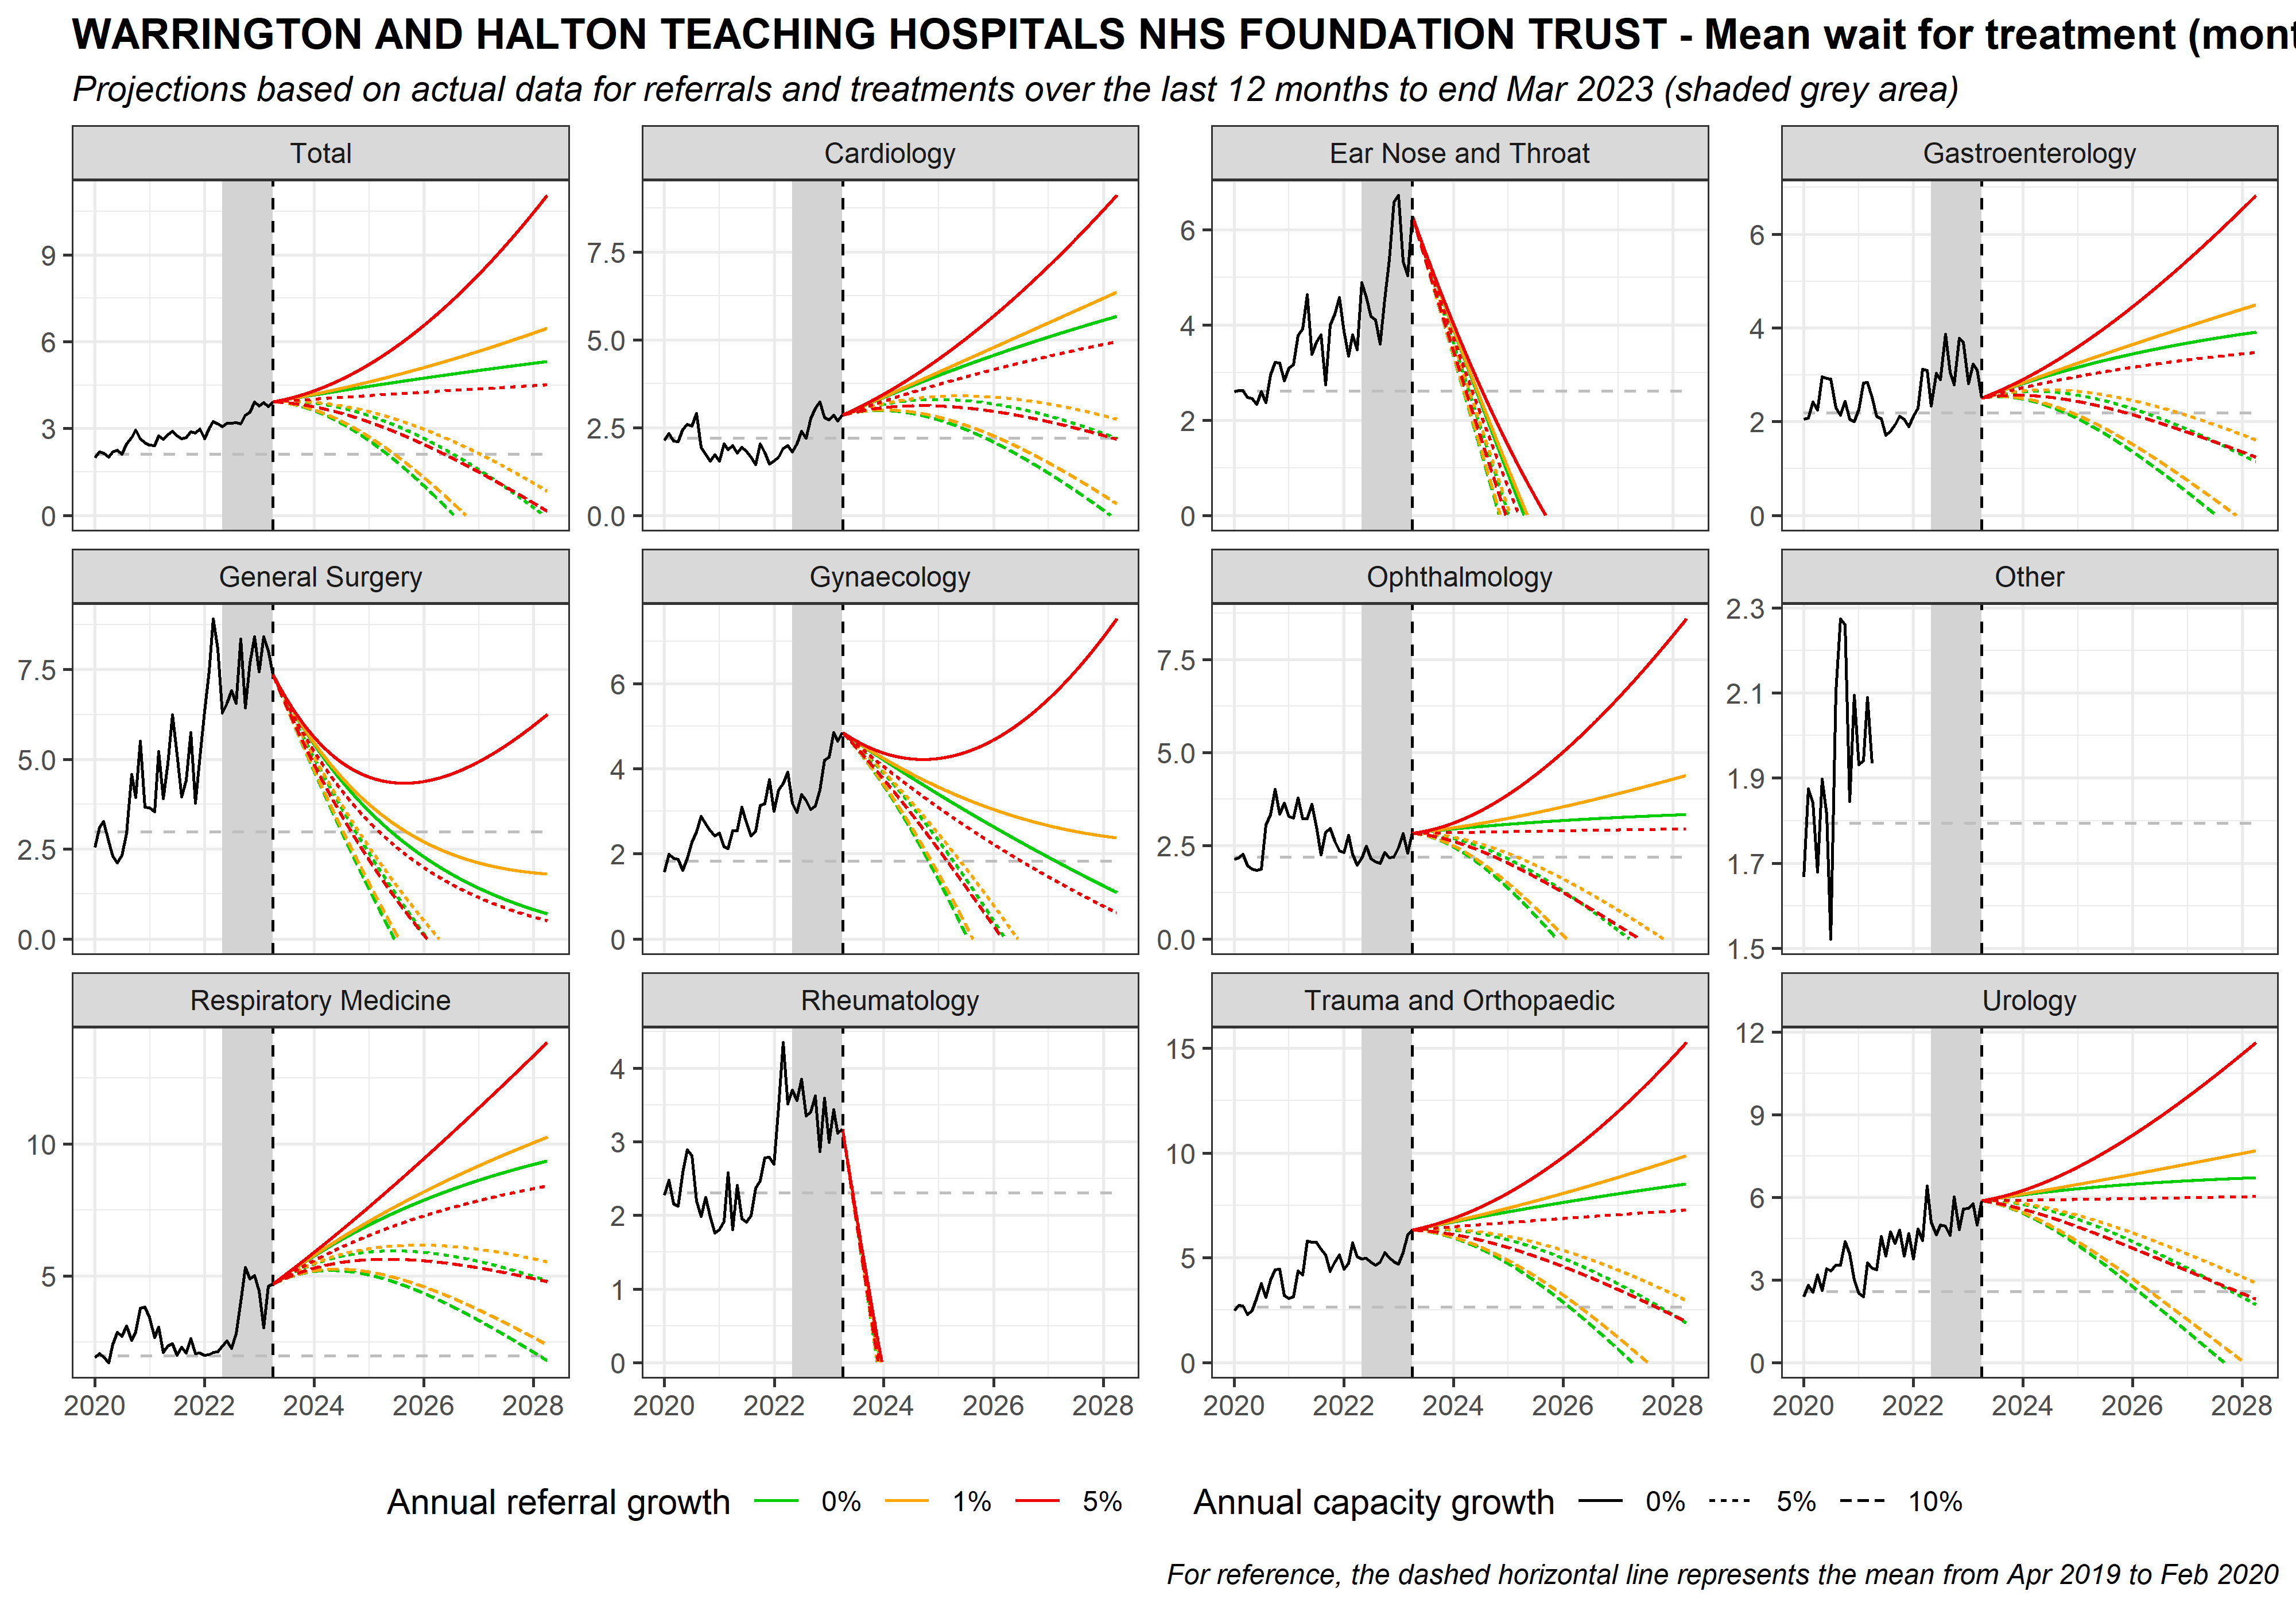 WARRINGTON AND HALTON TEACHING HOSPITALS NHS FOUNDATION TRUST - Mean wait for treatment (mont
Projections based on actual data for referrals and treatments over the last 12 months to end Mar 2023 (shaded grey area)
Total
Cardiology
Ear Nose and Throat
Gastroenterology
9
6
3
0
7.5
5.0
2.5
0.0
6
4
2
0
6
4
2
0
General Surgery
Gynaecology
Ophthalmology
Other
7.5
5.0
2.5
0.0
6
4
2
0
7.5
5.0
2.5
0.0
2.3
2.1
1.9
1.7
1.5
Respiratory Medicine
Rheumatology
Trauma and Orthopaedic
Urology
10
5
4
3
2
1
0
15
10
5
0
12
9
6
3
0
2020 2022 2024 2026 2028
2020 2022 2024 2026 2028
2020 2022 2024 2026 2028
2020 2022 2024 2026 2028
Annual referral growth 0% 1% 5%
Annual capacity growth 0% 5% 10%
For reference, the dashed horizontal line represents the mean from Apr 2019 to Feb 2020